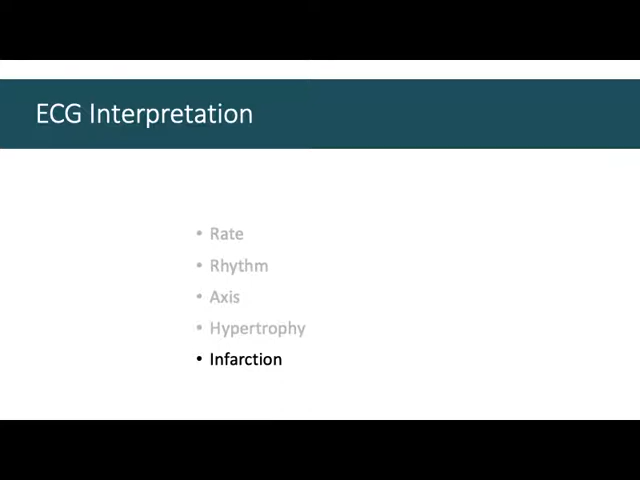 ECG Interpretation
• Rate
• Rhythm
• Axis
• Hypertrophy
• Infarction